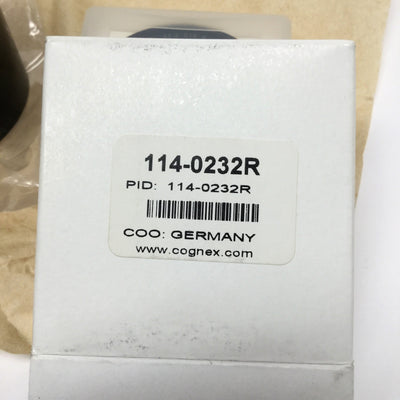 114-0232R
PID: 114-0232R
COO: GERMANY
www.cognex.com